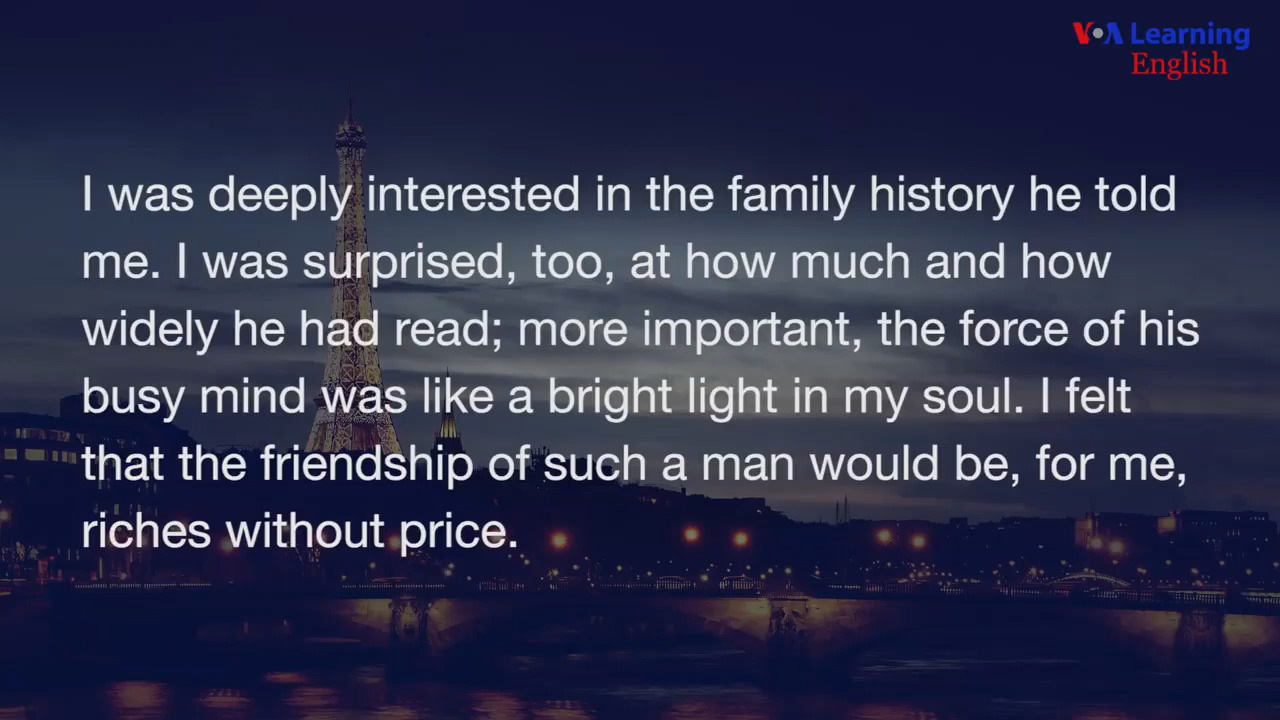 VOA Learning
English
I was deeply interested in the family history he told
me. I was surprised, too, at how much and how
widely he had read; more important, the force of his
busy mind was like a bright light in my soul. I felt
that the friendship of such a man would be, for me,
riches without price.